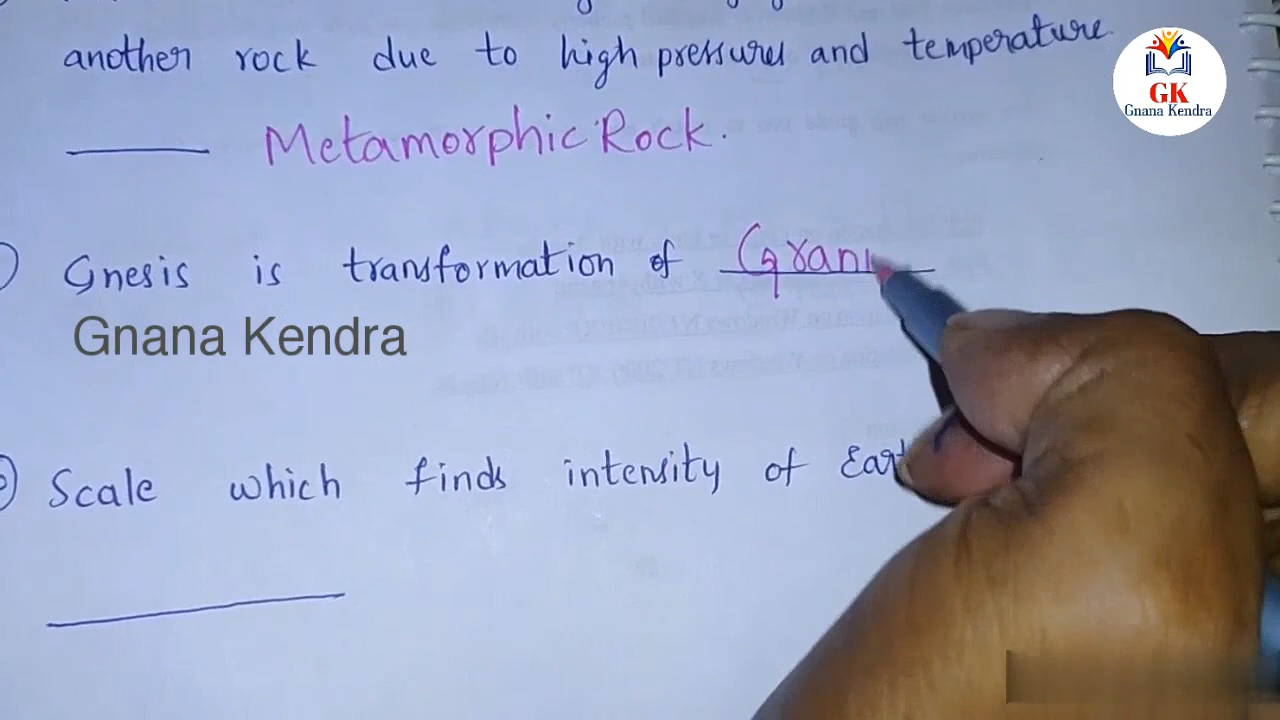 another rock due to high pressures and temperature.
GK
Gnana Kendra
Metamorphic Rock.
Gnesis is transformation of Grani
Gnana Kendra
Scale which finds intensity of Eart